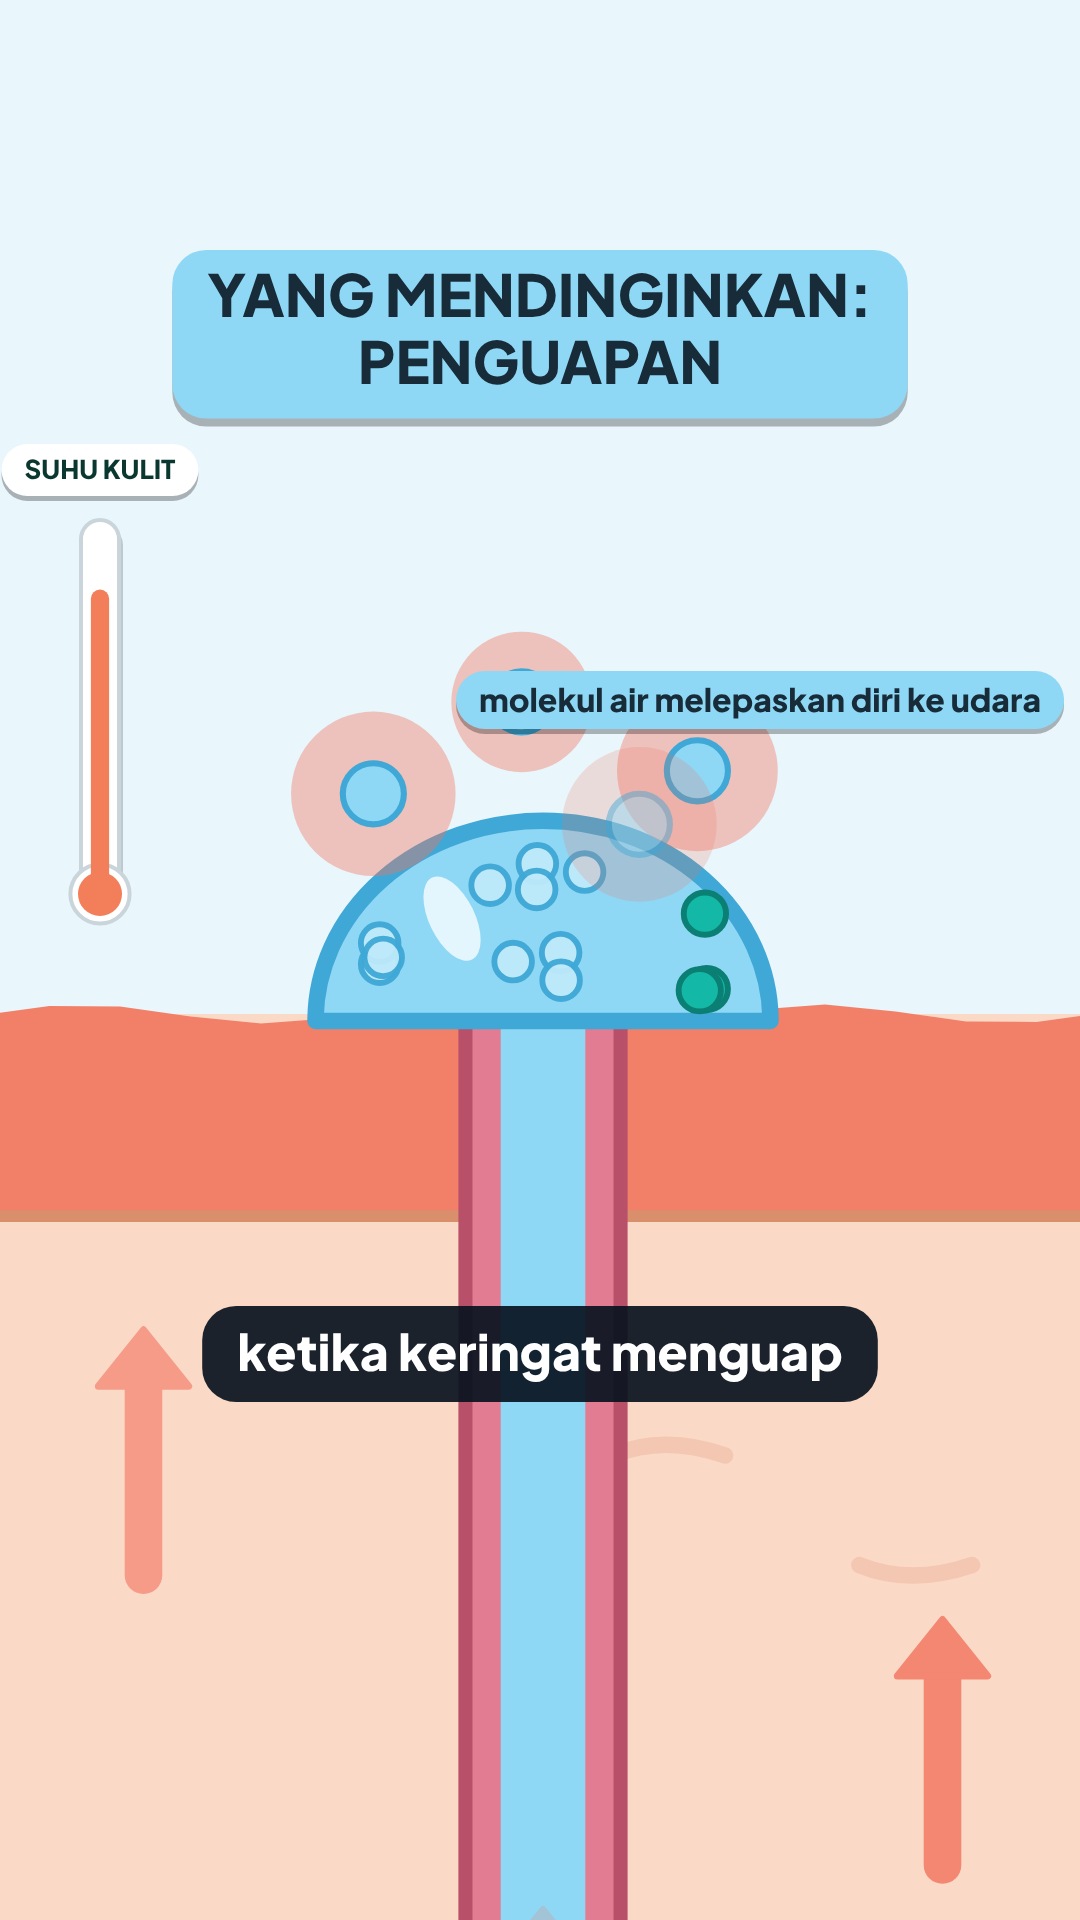 YANG MENDINGINKAN:
PENGUAPAN
SUHU KULIT
molekul air melepaskan diri ke udara
ketika keringat menguap